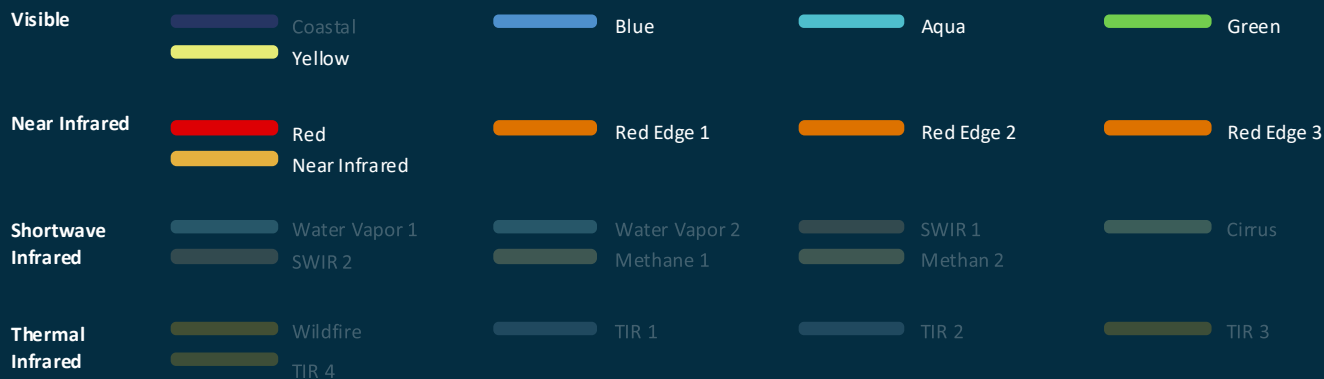 Visible
Coastal
Blue
Aqua
Green
Yellow
Near Infrared
Red
Red Edge 1
Red Edge 2
Red Edge 3
Near Infrared
Shortwave
Infrared
Water Vapor 1
Water Vapor 2
SWIR 1
Cirrus
SWIR 2
Methane 1
Methan 2
Thermal
Infrared
Wildfire
TIR 1
TIR 2
TIR 3
TIR 4